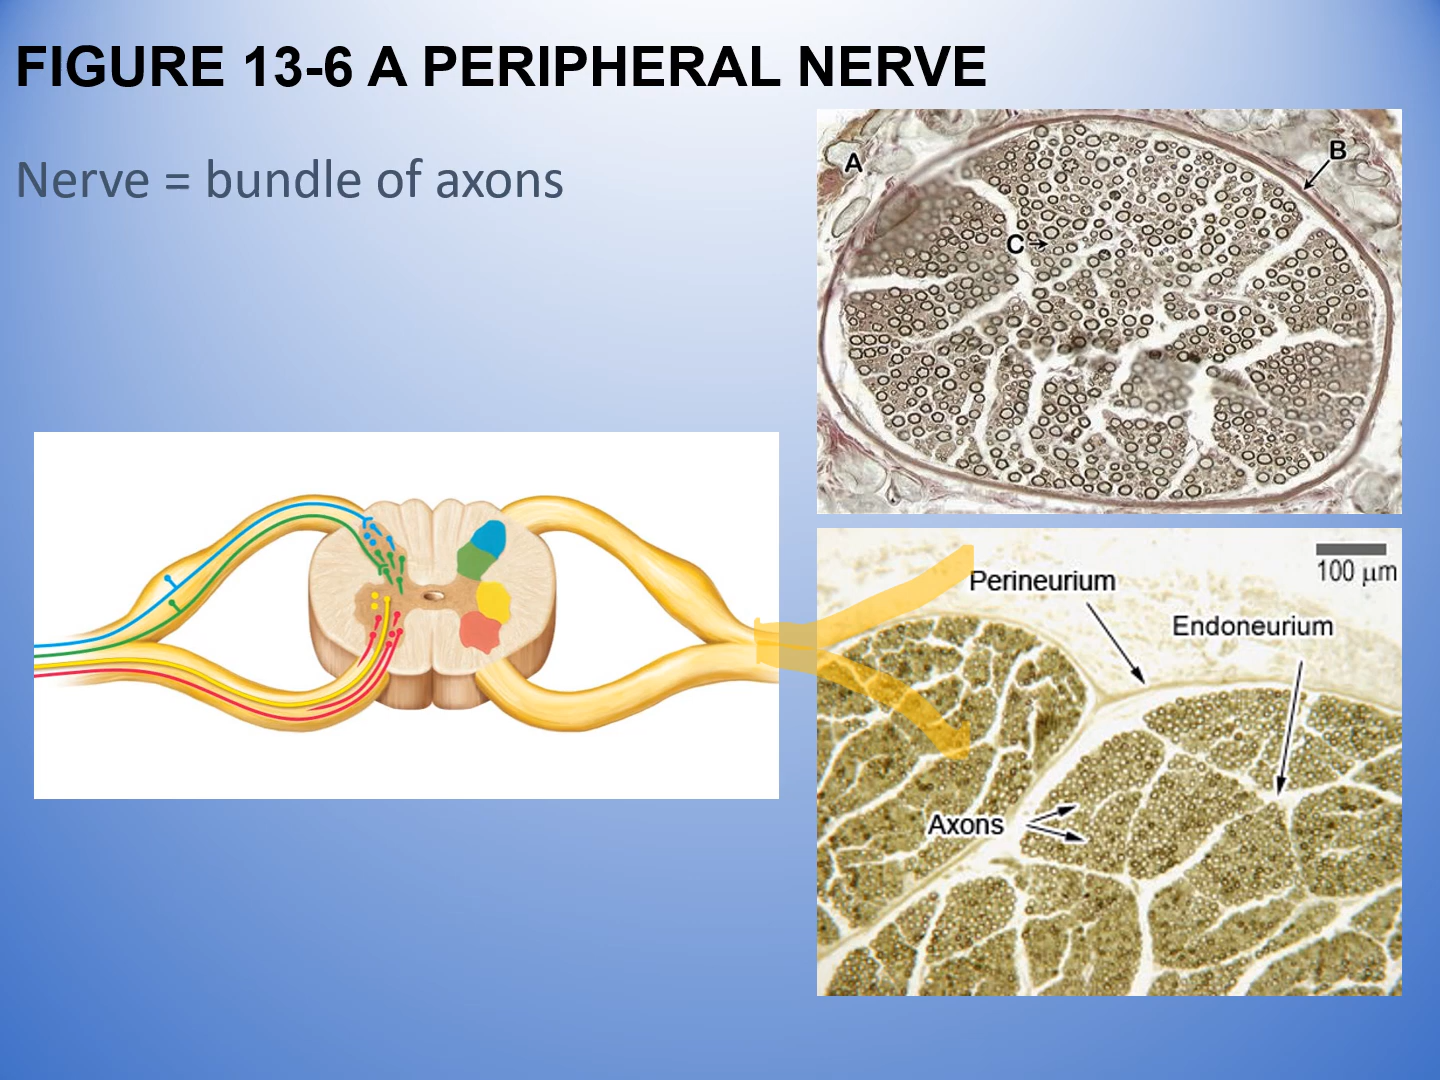 FIGURE 13-6 A PERIPHERAL NERVE
Nerve = bundle of axons
A
B
C
Perineurium
100 µm
Endoneurium
Axons